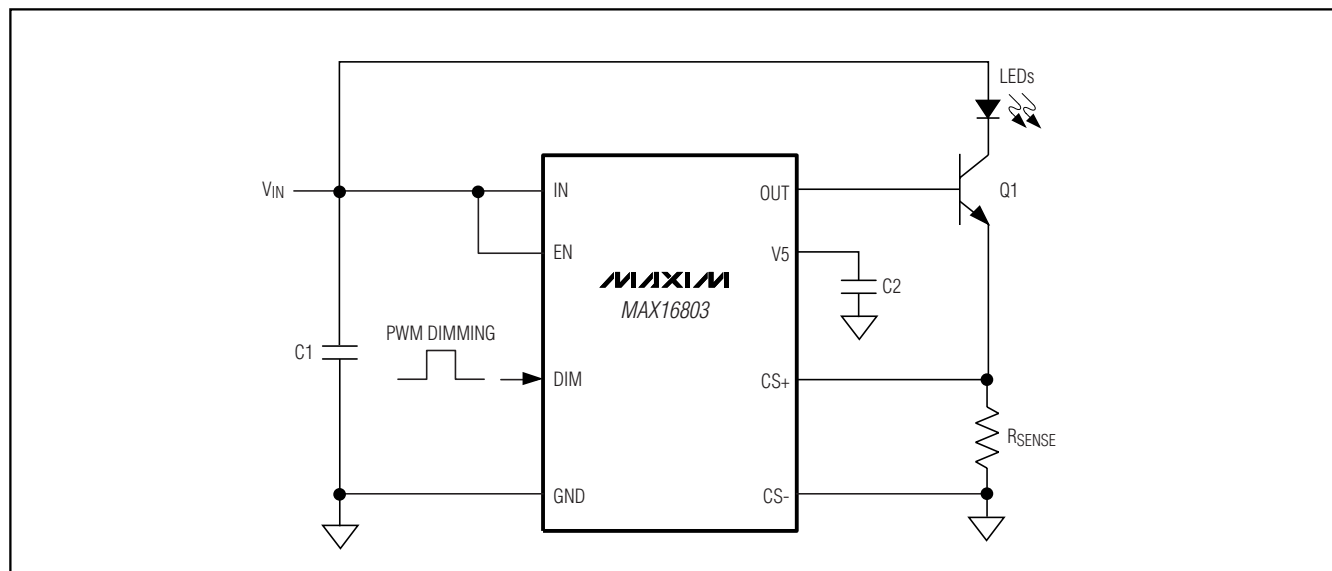 LEDs
VIN
IN
OUT
Q1
EN
V5
MAXIM
MAX16803
C2
PWM DIMMING
C1
DIM
CS+
RSENSE
GND
CS-